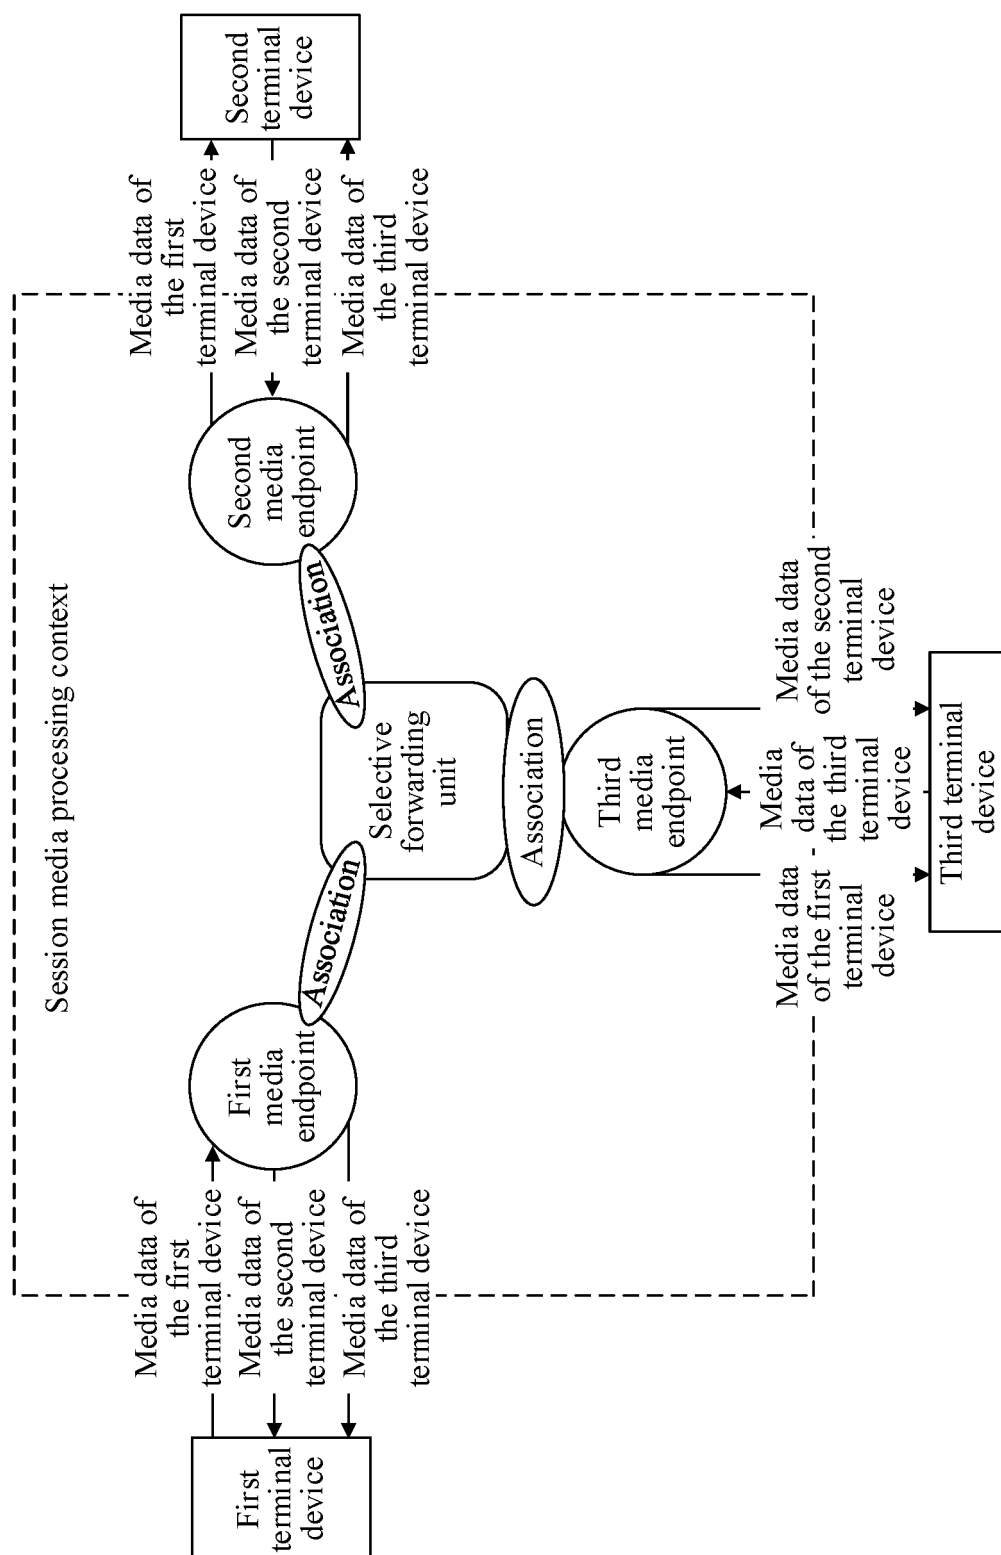 Session media processing context
First
terminal
device
Media data of
the first
terminal device
Media data of
the second
terminal device
Media data of
the third
terminal device
First
media
endpoint
Association
Selective
forwarding
unit
Association
Second
media
endpoint
Media data of
the first
terminal device
Media data of
the second
terminal device
Media data of
the third
terminal device
Second
terminal
device
Association
Third
media
endpoint
Media data
of the first
terminal
device
Media
data of
the third
terminal
device
Media data
of the second
terminal
device
Third terminal
device